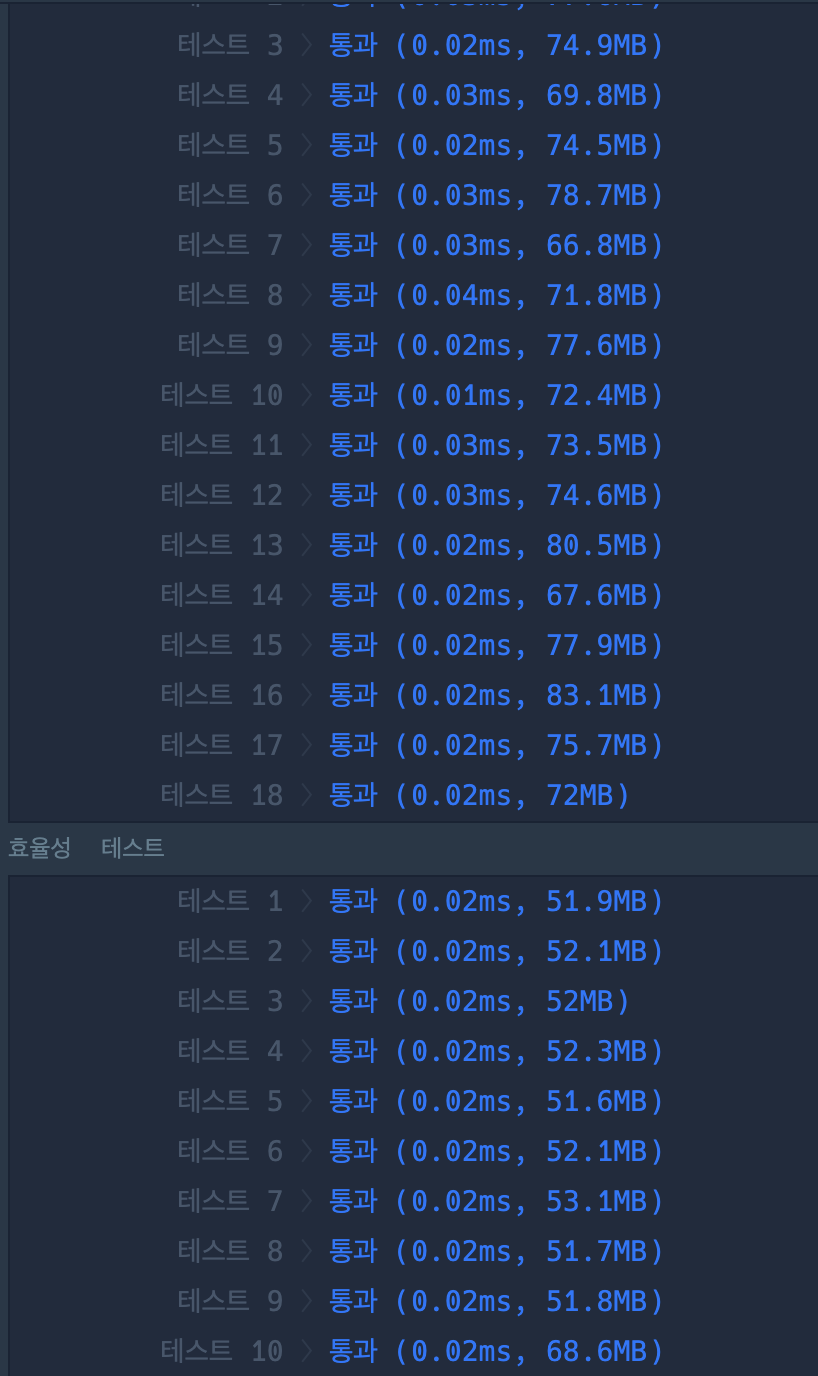 테스트 3 〉 통과 (0.02ms, 74.9MB)
테스트 4 〉 통과 (0.03ms, 69.8MB)
테스트 5 〉 통과 (0.02ms, 74.5MB)
테스트 6 〉 통과 (0.03ms, 78.7MB)
테스트 7 〉 통과 (0.03ms, 66.8MB)
테스트 8 〉 통과 (0.04ms, 71.8MB)
테스트 9 〉 통과 (0.02ms, 77.6MB)
테스트 10 〉 통과 (0.01ms, 72.4MB)
테스트 11 〉 통과 (0.03ms, 73.5MB)
테스트 12 〉 통과 (0.03ms, 74.6MB)
테스트 13 〉 통과 (0.02ms, 80.5MB)
테스트 14 〉 통과 (0.02ms, 67.6MB)
테스트 15 〉 통과 (0.02ms, 77.9MB)
테스트 16 〉 통과 (0.02ms, 83.1MB)
테스트 17 〉 통과 (0.02ms, 75.7MB)
테스트 18 〉 통과 (0.02ms, 72MB)
효율성 테스트
테스트 1 〉 통과 (0.02ms, 51.9MB)
테스트 2 〉 통과 (0.02ms, 52.1MB)
테스트 3 〉 통과 (0.02ms, 52MB)
테스트 4 〉 통과 (0.02ms, 52.3MB)
테스트 5 〉 통과 (0.02ms, 51.6MB)
테스트 6 〉 통과 (0.02ms, 52.1MB)
테스트 7 〉 통과 (0.02ms, 53.1MB)
테스트 8 〉 통과 (0.02ms, 51.7MB)
테스트 9 〉 통과 (0.02ms, 51.8MB)
테스트 10 〉 통과 (0.02ms, 68.6MB)